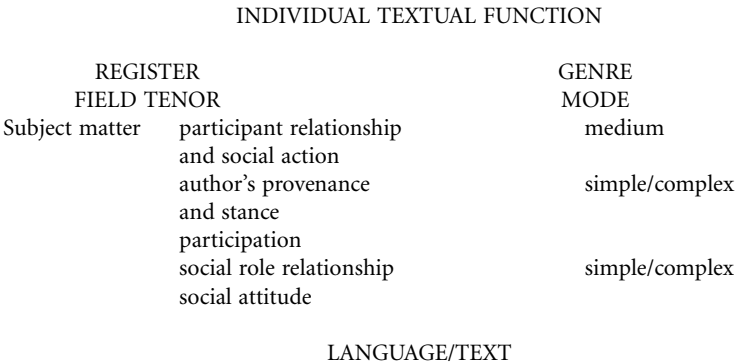 INDIVIDUAL TEXTUAL FUNCTION
REGISTER GENRE
FIELD TENOR MODE
Subject matter participant relationship medium
and social action
author's provenance simple/complex
and stance
participation
social role relationship simple/complex
social attitude
LANGUAGE/TEXT